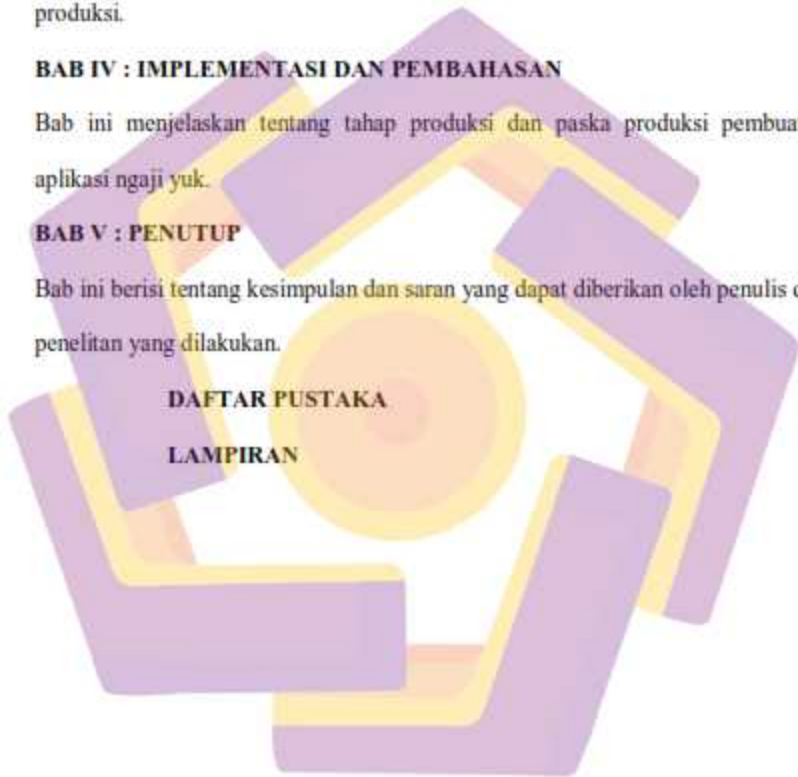 produksi.
BAB IV : IMPLEMENTASI DAN PEMBAHASAN
Bab ini menjelaskan tentang tahap produksi dan paska produksi pembuat
aplikasi ngaji yuk.
BAB V : PENUTUP
Bab ini berisi tentang kesimpulan dan saran yang dapat diberikan oleh penulis
penelitan yang dilakukan.
DAFTAR PUSTAKA
LAMPIRAN